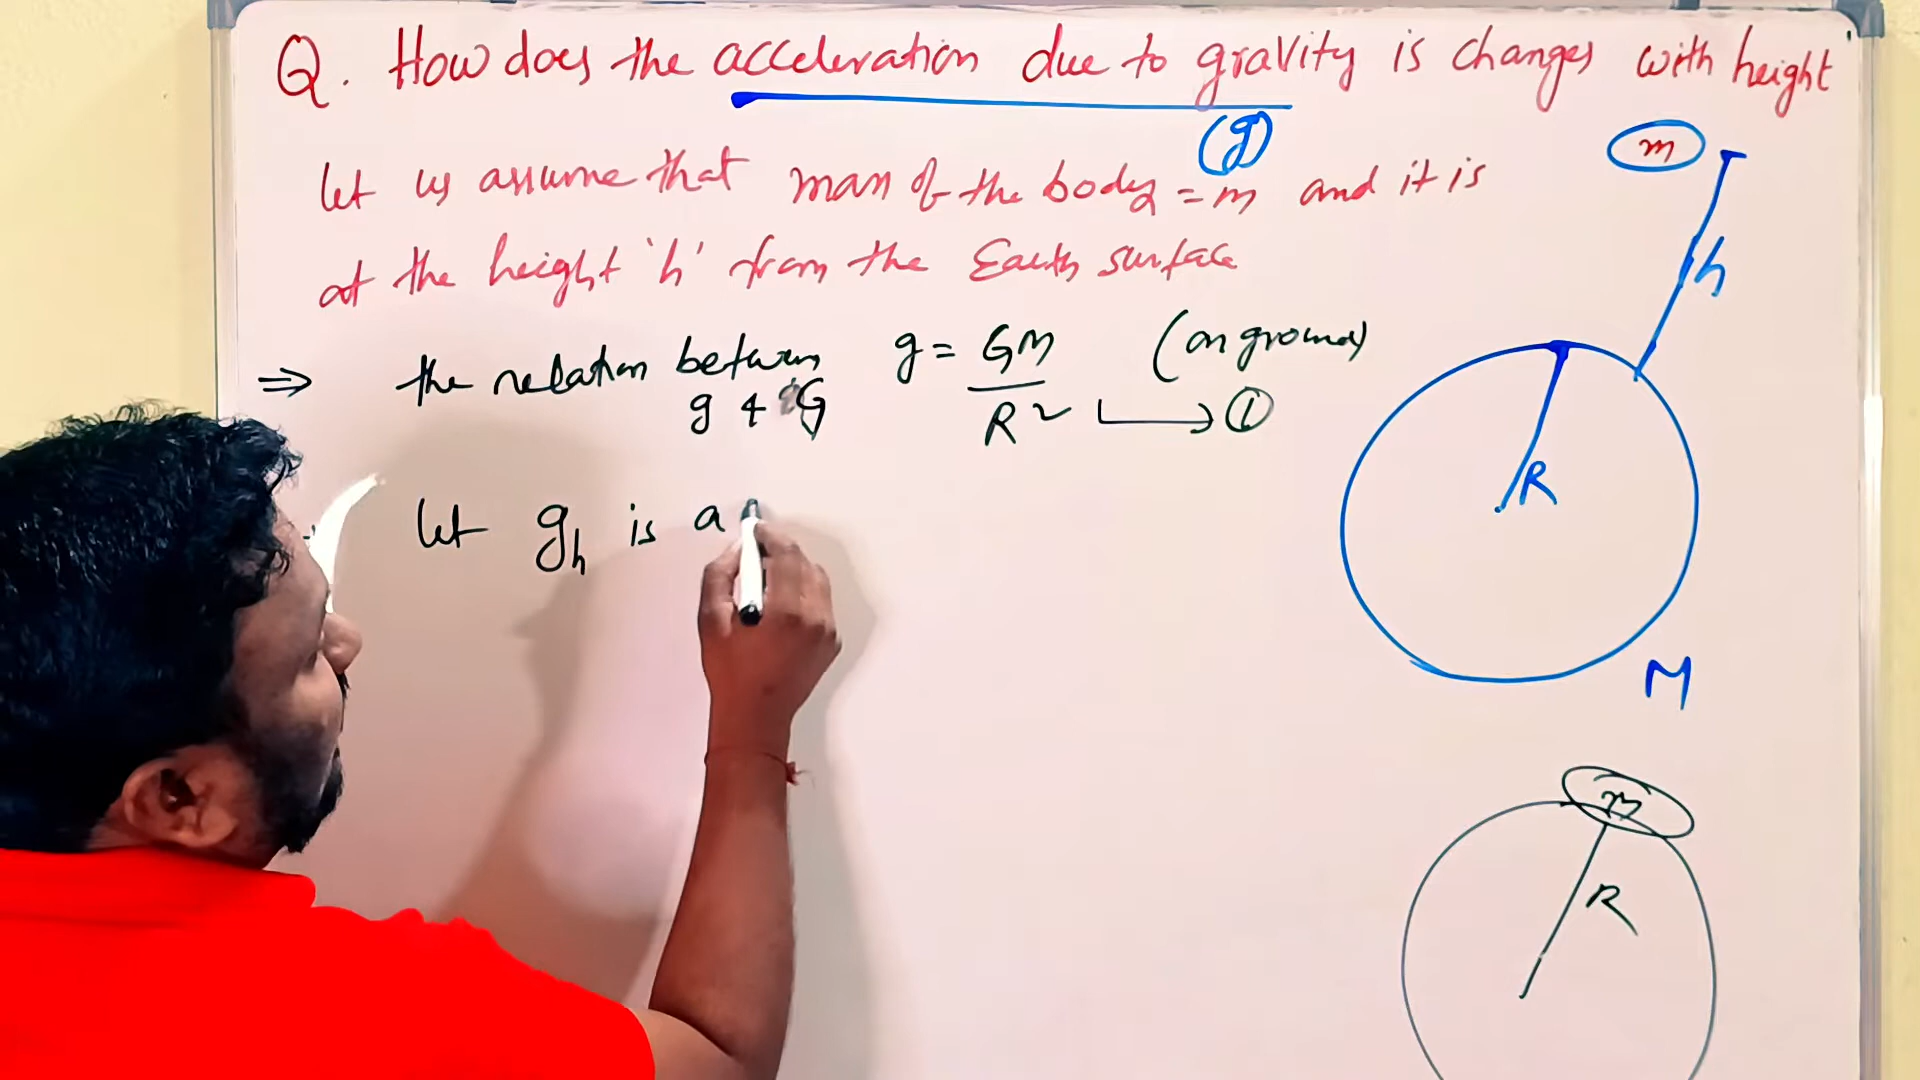 Q. How does the acceleration due to gravity is changes with height
(g)
let us assume that mass of the body = m and it is
at the height 'h' from the Earth surface
⇒ the relation between g = GM (on ground)
g & G R² → ①
let gh is a
m
h
R
M
m
R